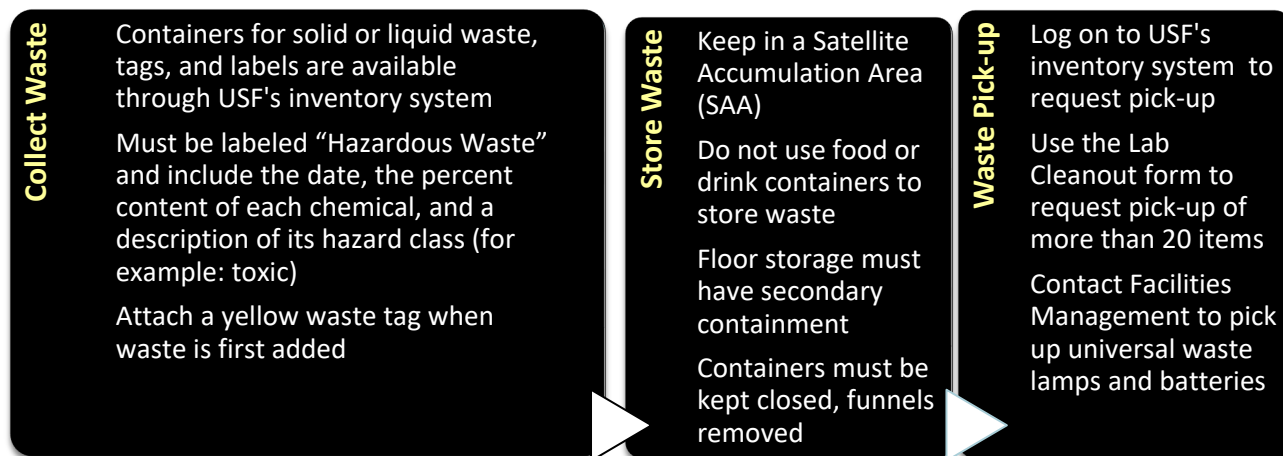 Collect Waste
Containers for solid or liquid waste,
tags, and labels are available
through USF's inventory system
Must be labeled “Hazardous Waste”
and include the date, the percent
content of each chemical, and a
description of its hazard class (for
example: toxic)
Attach a yellow waste tag when
waste is first added
Store Waste
Keep in a Satellite
Accumulation Area
(SAA)
Do not use food or
drink containers to
store waste
Floor storage must
have secondary
containment
Containers must be
kept closed, funnels
removed
Waste Pick-up
Log on to USF's
inventory system to
request pick-up
Use the Lab
Cleanout form to
request pick-up of
more than 20 items
Contact Facilities
Management to pick
up universal waste
lamps and batteries